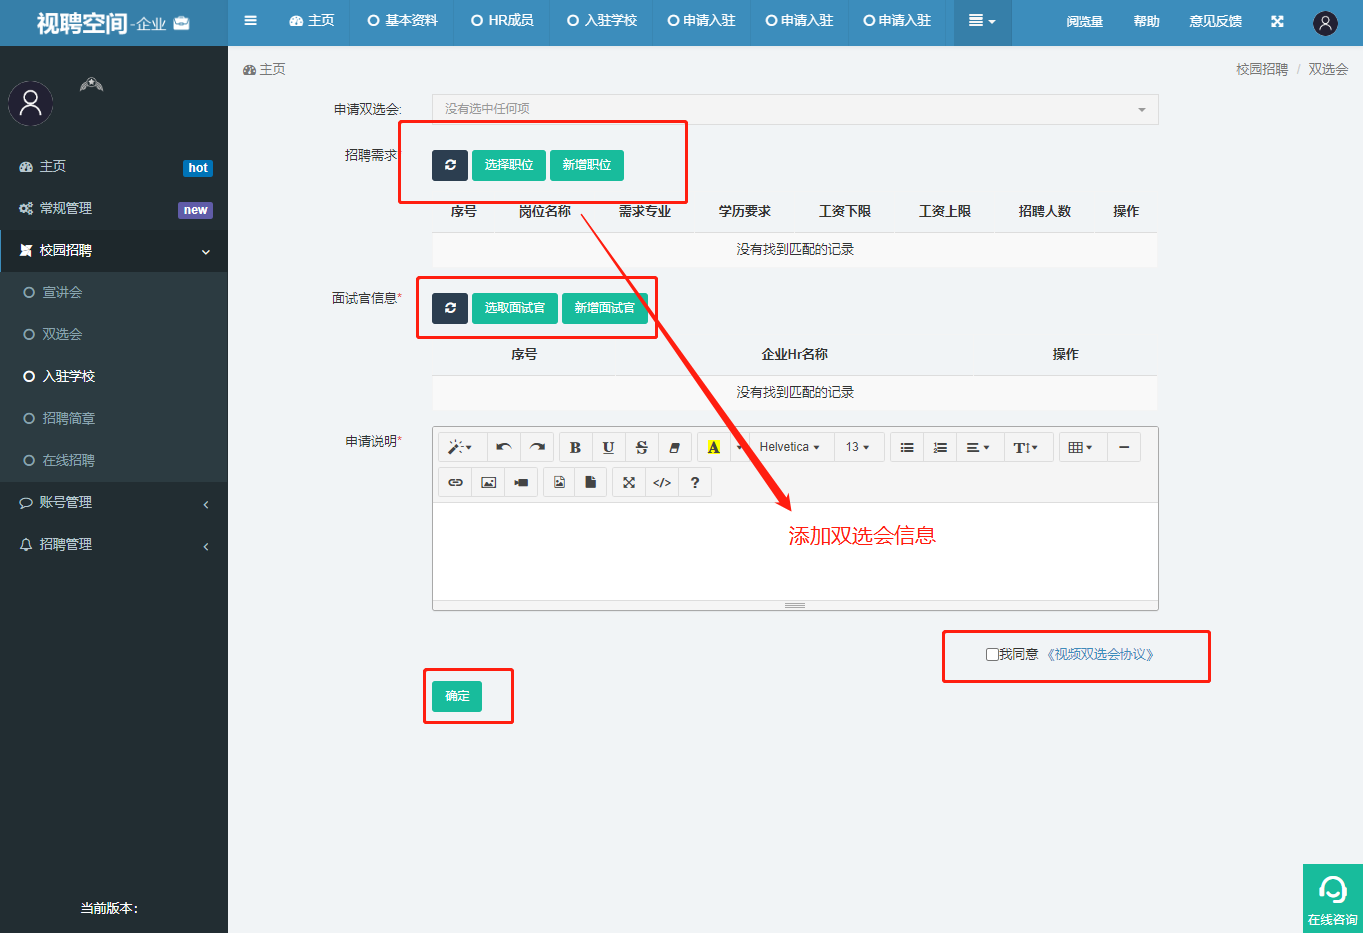 视聘空间-企业
主页 基本资料 HR成员 入驻学校 申请入驻 申请入驻 申请入驻 阅览量 帮助 意见反馈
主页 校园招聘 / 双选会
主页 hot
常规管理 new
校园招聘
宣讲会
双选会
入驻学校
招聘简章
在线招聘
账号管理
招聘管理
当前版本：
申请双选会: 没有选中任何项
招聘需求 选择职位 新增职位
序号 岗位名称 需求专业 学历要求 工资下限 工资上限 招聘人数 操作
没有找到匹配的记录
面试官信息* 选取面试官 新增面试官
序号 企业Hr名称 操作
没有找到匹配的记录
申请说明*
B U S A Helvetica 13 T
</> ?
添加双选会信息
我同意 《视频双选会协议》
确定
在线咨询